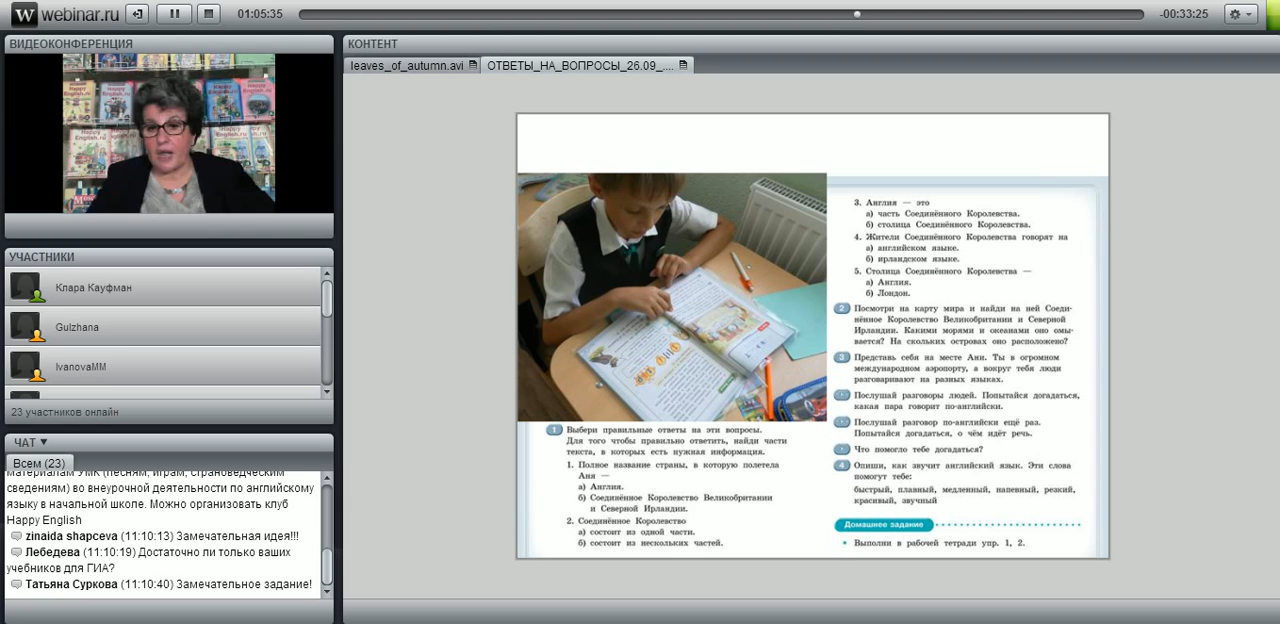 webinar.ru
01:05:35
-00:33:25
ВИДЕОКОНФЕРЕНЦИЯ
Happy English.ru
УЧАСТНИКИ
Клара Кауфман
Gulzhana
IvanovaMM
23 участников онлайн
ЧАТ
Всем (23)
материалам УМК (песням, играм, страноведческим
сведениям) во внеурочной деятельности по английскому
языку в начальной школе. Можно организовать клуб
Happy English
zinaida shapceva (11:10:13) Замечательная идея!!!
Лебедева (11:10:19) Достаточно ли только ваших
учебников для ГИА?
Татьяна Суркова (11:10:40) Замечательное задание!
КОНТЕНТ
leaves_of_autumn.avi
ОТВЕТЫ_НА_ВОПРОСЫ_26.09_....
1 Выбери правильные ответы на эти вопросы.
Для того чтобы правильно ответить, найди части
текста, в которых есть нужная информация.
1. Полное название страны, в которую полетела
Аня —
а) Англия.
б) Соединённое Королевство Великобритании
и Северной Ирландии.
2. Соединённое Королевство
а) состоит из одной части.
б) состоит из нескольких частей.
3. Англия — это
а) часть Соединённого Королевства.
б) столица Соединённого Королевства.
4. Жители Соединённого Королевства говорят на
а) английском языке.
б) ирландском языке.
5. Столица Соединённого Королевства —
а) Англия.
б) Лондон.
2 Посмотри на карту мира и найди на ней Соеди-
нённое Королевство Великобритании и Северной
Ирландии. Какими морями и океанами оно омы-
вается? На скольких островах оно расположено?
3 Представь себя на месте Ани. Ты в огромном
международном аэропорту, а вокруг тебя люди
разговаривают на разных языках.
Послушай разговоры людей. Попытайся догадаться,
какая пара говорит по-английски.
Послушай разговор по-английски ещё раз.
Попытайся догадаться, о чём идёт речь.
Что помогло тебе догадаться?
4 Опиши, как звучит английский язык. Эти слова
помогут тебе:
быстрый, плавный, медленный, напевный, резкий,
красивый, звучный
Домашнее задание
• Выполни в рабочей тетради упр. 1, 2.